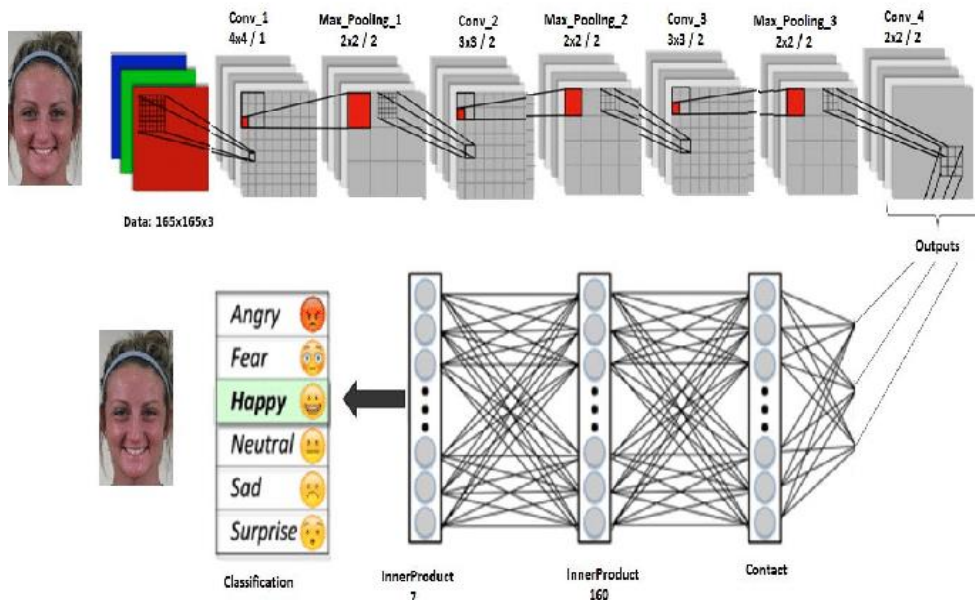 Conv_1
4x4 / 1
Max_Pooling_1
2x2 / 2
Conv_2
3x3 / 2
Max_Pooling_2
2x2 / 2
Conv_3
3x3 / 2
Max_Pooling_3
2x2 / 2
Conv_4
2x2 / 2
Data: 165x165x3
Outputs
Angry
Fear
Happy
Neutral
Sad
Surprise
Classification
InnerProduct
7
InnerProduct
160
Contact